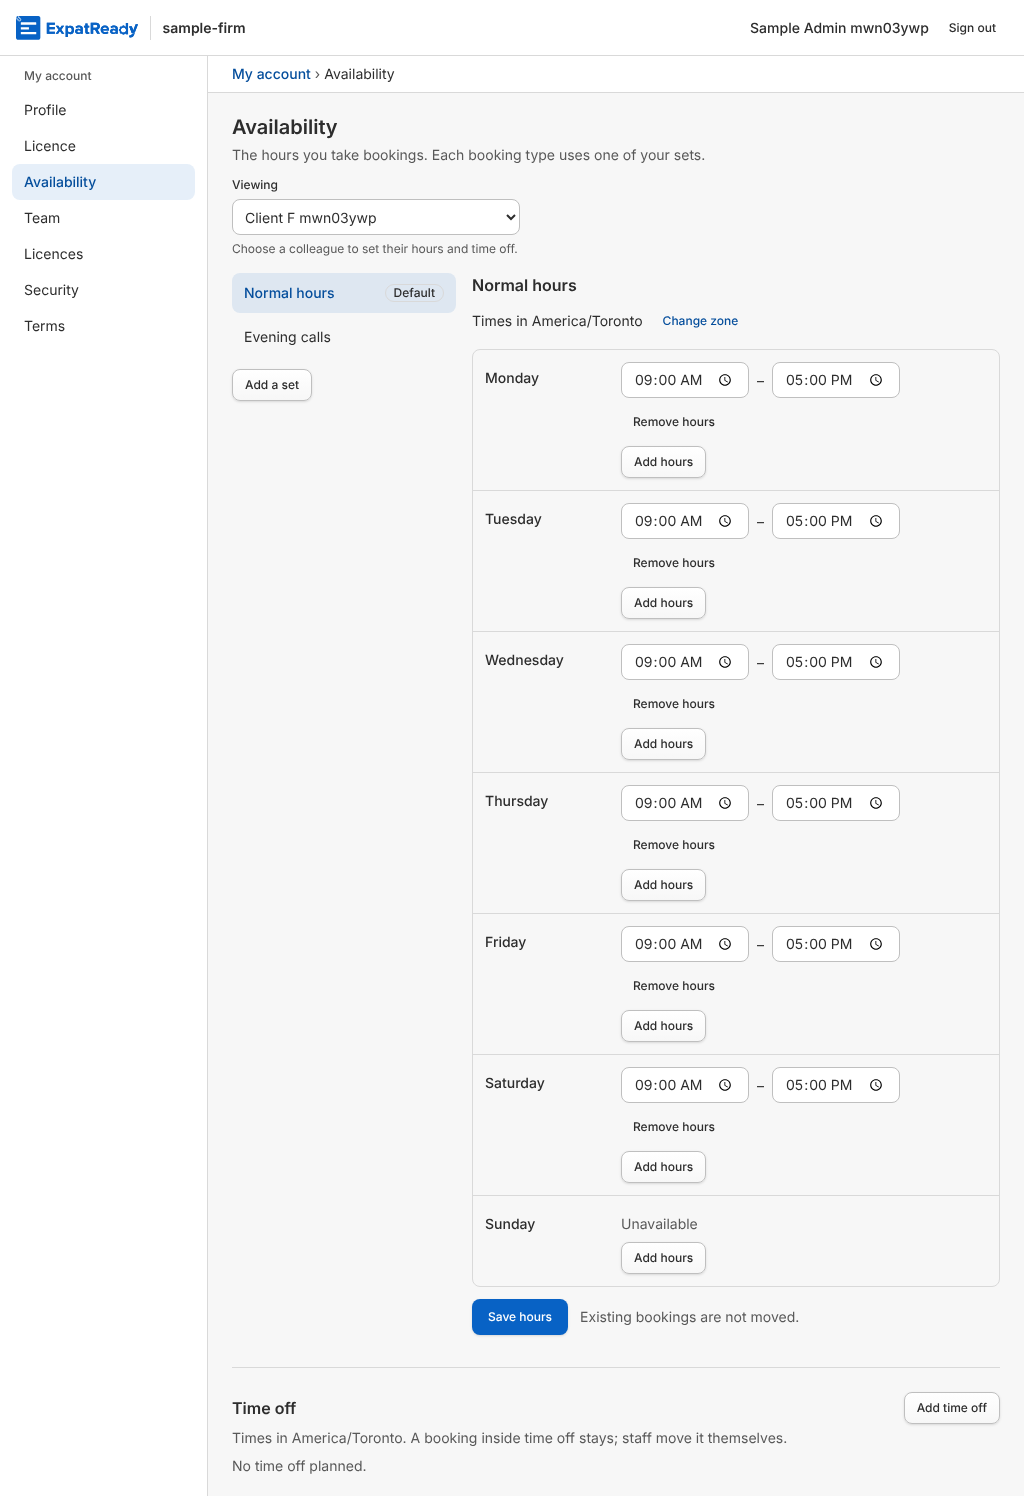 ExpatReady
sample-firm
Sample Admin mwn03ywp
Sign out
My account
Profile
Licence
Availability
Team
Licences
Security
Terms
My account › Availability
Availability
The hours you take bookings. Each booking type uses one of your sets.
Viewing
Client F mwn03ywp
Choose a colleague to set their hours and time off.
Normal hours
Default
Evening calls
Add a set
Normal hours
Times in America/Toronto
Change zone
Monday
09:00 AM – 05:00 PM
Remove hours
Add hours
Tuesday
09:00 AM – 05:00 PM
Remove hours
Add hours
Wednesday
09:00 AM – 05:00 PM
Remove hours
Add hours
Thursday
09:00 AM – 05:00 PM
Remove hours
Add hours
Friday
09:00 AM – 05:00 PM
Remove hours
Add hours
Saturday
09:00 AM – 05:00 PM
Remove hours
Add hours
Sunday
Unavailable
Add hours
Save hours
Existing bookings are not moved.
Time off
Add time off
Times in America/Toronto. A booking inside time off stays; staff move it themselves.
No time off planned.